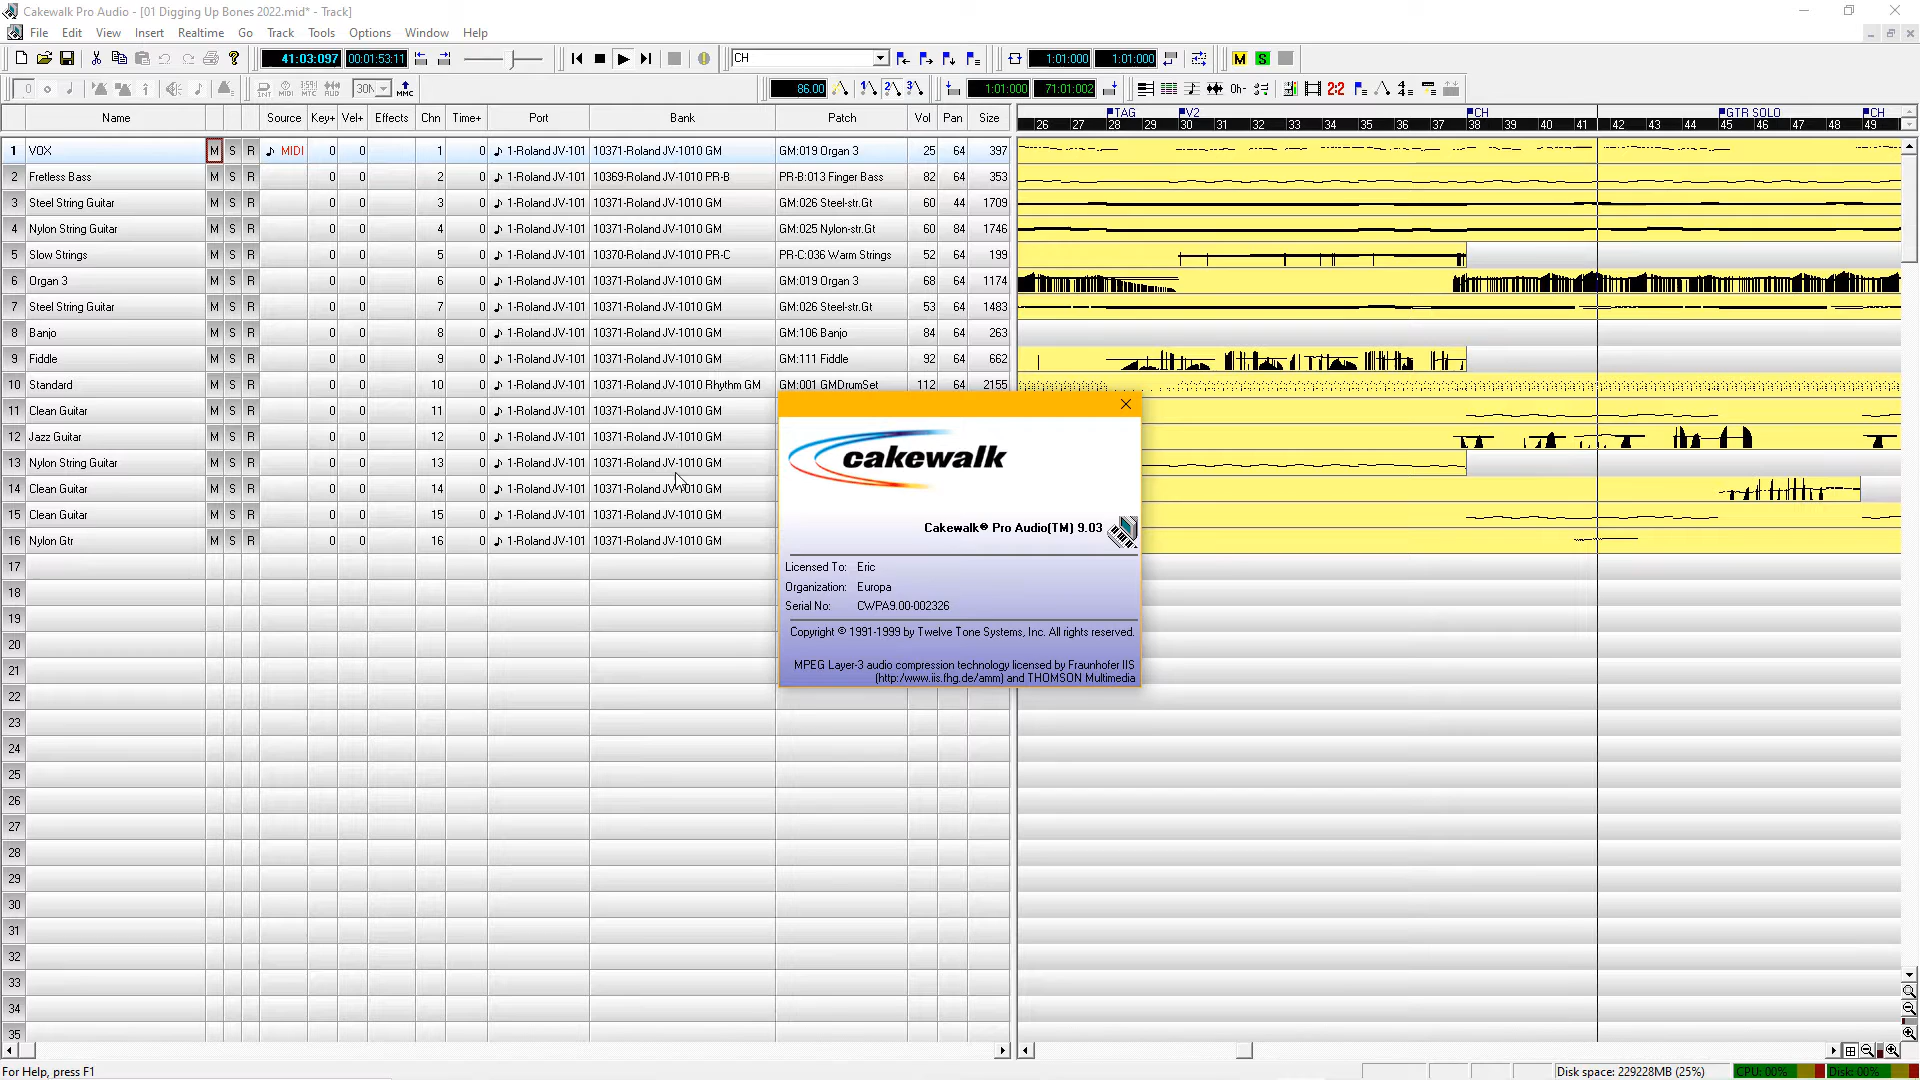 Cakewalk Pro Audio - [01 Digging Up Bones 2022.mid* - Track]
File Edit View Insert Realtime Go Track Tools Options Window Help
41:03:097 00:01:53:11 CH 1:01:000 1:01:000 M S
30N MMC 86.00 1 2 3 1:01:000 71:01:002 2:2
Name Source Key+ Vel+ Effects Chn Time+ Port Bank Patch Vol Pan Size
TAG V2 CH GTR SOLO CH
26 27 28 29 30 31 32 33 34 35 36 37 38 39 40 41 42 43 44 45 46 47 48 49
1 VOX M S R MIDI 0 0 1 0 1-Roland JV-101 10371-Roland JV-1010 GM GM:019 Organ 3 25 64 397
2 Fretless Bass M S R 0 0 2 0 1-Roland JV-101 10369-Roland JV-1010 PR-B PR-B:013 Finger Bass 82 64 353
3 Steel String Guitar M S R 0 0 3 0 1-Roland JV-101 10371-Roland JV-1010 GM GM:026 Steel-str.Gt 60 44 1709
4 Nylon String Guitar M S R 0 0 4 0 1-Roland JV-101 10371-Roland JV-1010 GM GM:025 Nylon-str.Gt 60 84 1746
5 Slow Strings M S R 0 0 5 0 1-Roland JV-101 10370-Roland JV-1010 PR-C PR-C:036 Warm Strings 52 64 199
6 Organ 3 M S R 0 0 6 0 1-Roland JV-101 10371-Roland JV-1010 GM GM:019 Organ 3 68 64 1174
7 Steel String Guitar M S R 0 0 7 0 1-Roland JV-101 10371-Roland JV-1010 GM GM:026 Steel-str.Gt 53 64 1483
8 Banjo M S R 0 0 8 0 1-Roland JV-101 10371-Roland JV-1010 GM GM:106 Banjo 84 64 263
9 Fiddle M S R 0 0 9 0 1-Roland JV-101 10371-Roland JV-1010 GM GM:111 Fiddle 92 64 662
10 Standard M S R 0 0 10 0 1-Roland JV-101 10371-Roland JV-1010 Rhythm GM GM:001 GMDrumSet 112 64 2155
11 Clean Guitar M S R 0 0 11 0 1-Roland JV-101 10371-Roland JV-1010 GM
12 Jazz Guitar M S R 0 0 12 0 1-Roland JV-101 10371-Roland JV-1010 GM
13 Nylon String Guitar M S R 0 0 13 0 1-Roland JV-101 10371-Roland JV-1010 GM
14 Clean Guitar M S R 0 0 14 0 1-Roland JV-101 10371-Roland JV-1010 GM
15 Clean Guitar M S R 0 0 15 0 1-Roland JV-101 10371-Roland JV-1010 GM
16 Nylon Gtr M S R 0 0 16 0 1-Roland JV-101 10371-Roland JV-1010 GM
17
18
19
20
21
22
23
24
25
26
27
28
29
30
31
32
33
34
35
cakewalk
Cakewalk® Pro Audio(TM) 9.03
Licensed To: Eric
Organization: Europa
Serial No: CWPA9.00-002326
Copyright © 1991-1999 by Twelve Tone Systems, Inc. All rights reserved.
MPEG Layer-3 audio compression technology licensed by Fraunhofer IIS
(http://www.iis.fhg.de/amm) and THOMSON Multimedia
For Help, press F1
Disk space: 229228MB (25%) CPU: 00% Disk: 00%